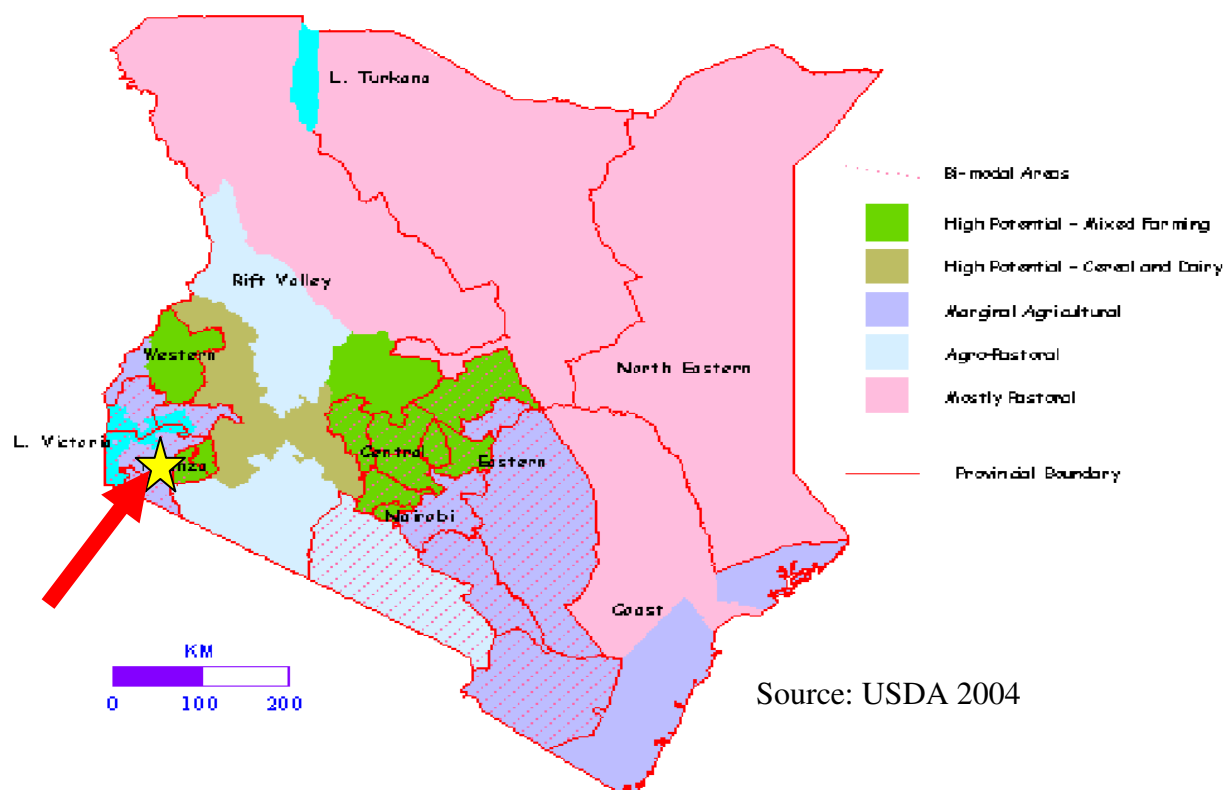 L. Turkana
Bi-modal Areas
High Potential - Mixed Farming
Rift Valley
High Potential - Cereal and Dairy
Marginal Agricultural
Western
Agro-Pastoral
North Eastern
Mostly Pastoral
L. Victoria
Central
Eastern
nza
Provincial Boundary
Nairobi
Coast
KM
0 100 200
Source: USDA 2004